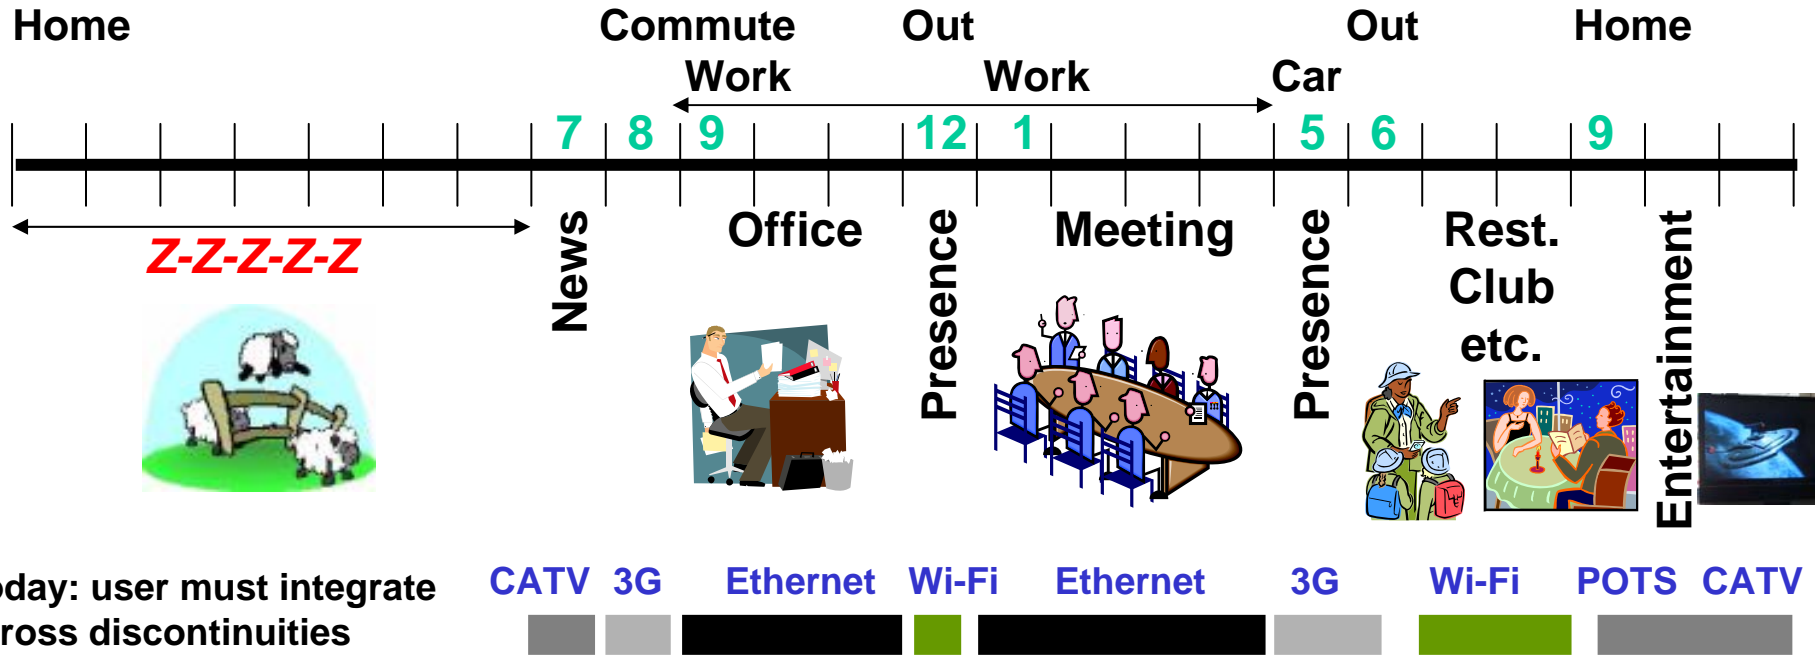 Home Commute Out Out Home
Work Work Car
7 8 9 12 1 5 6 9
Z-Z-Z-Z-Z
News
Office
Presence
Meeting
Presence
Rest.
Club
etc.
Entertainment
CATV 3G Ethernet Wi-Fi Ethernet 3G Wi-Fi POTS CATV
oday: user must integrate
ross discontinuities